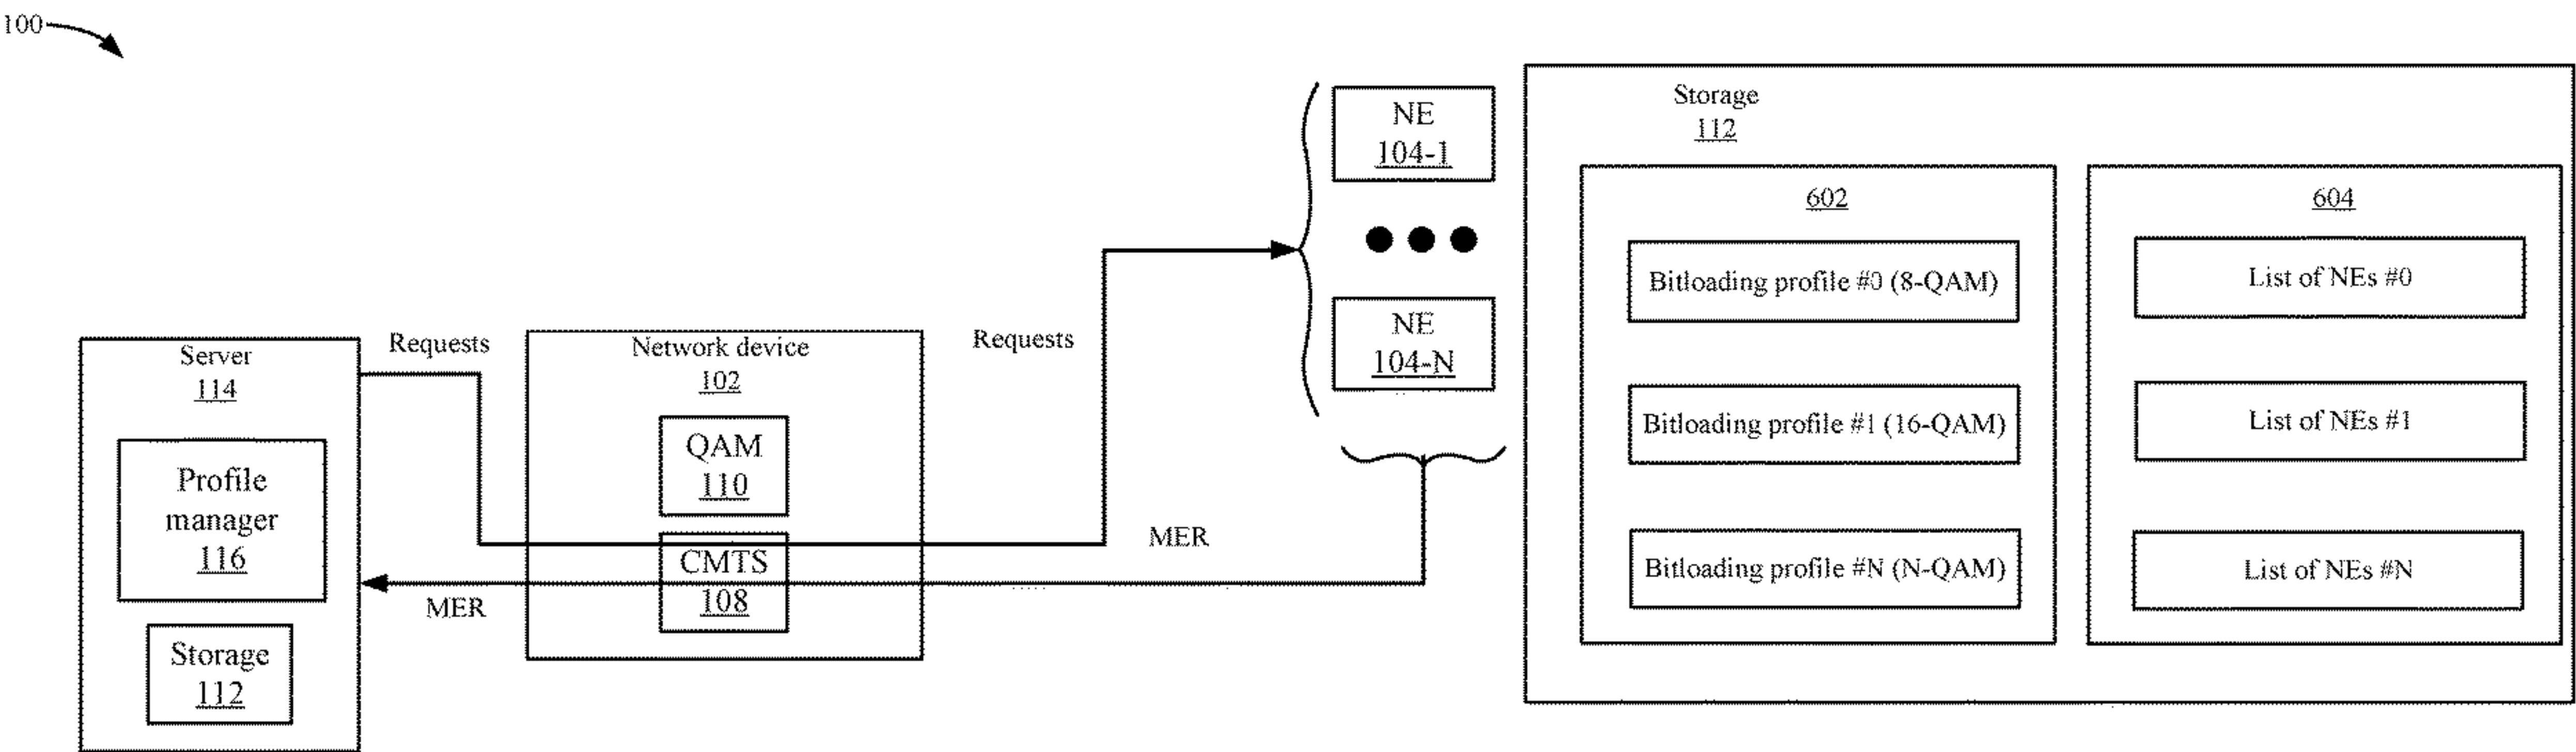 100
Server
114
Profile
manager
116
Storage
112
Requests
MER
Network device
102
QAM
110
CMTS
108
Requests
MER
NE
104-1
NE
104-N
Storage
112
602
Bitloading profile #0 (8-QAM)
Bitloading profile #1 (16-QAM)
Bitloading profile #N (N-QAM)
604
List of NEs #0
List of NEs #1
List of NEs #N